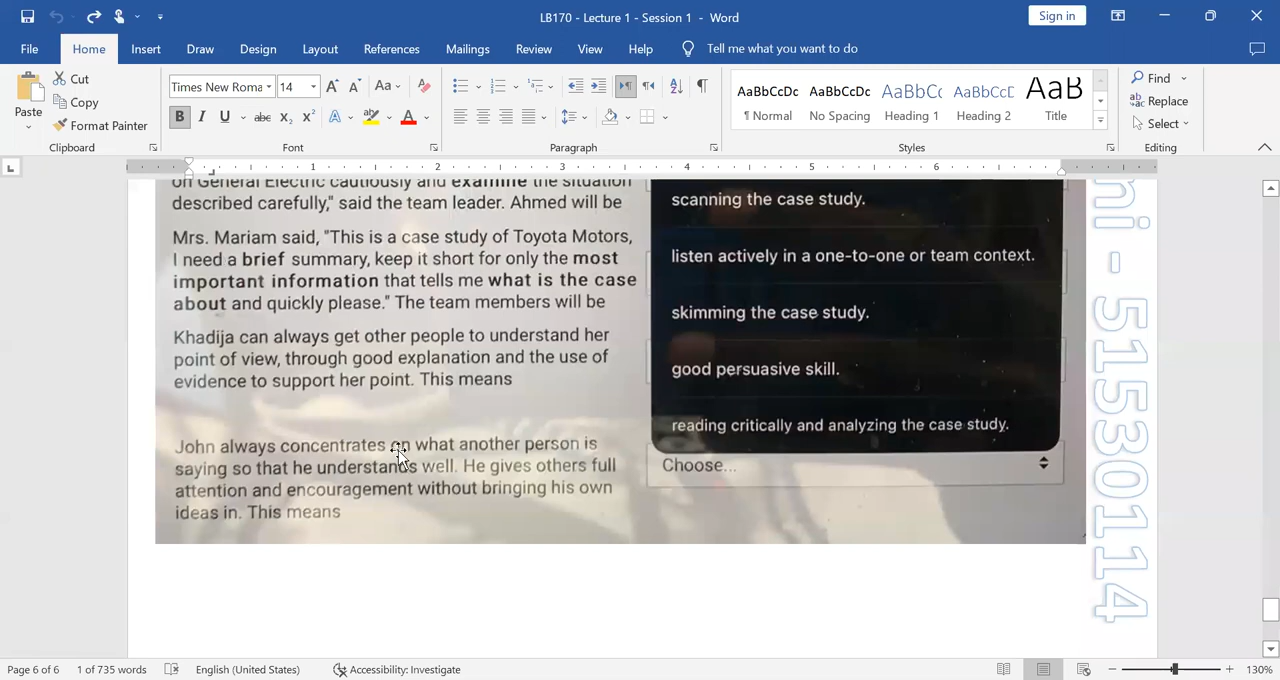 LB170 - Lecture 1 - Session 1 - Word
Sign in
File Home Insert Draw Design Layout References Mailings Review View Help Tell me what you want to do
Paste
Cut
Copy
Format Painter
Clipboard
Times New Roma 14
Font
Paragraph
AaBbCcDc AaBbCcDc AaBbCc AaBbCcD AaB
¶ Normal No Spacing Heading 1 Heading 2 Title
Styles
Find
Replace
Select
Editing
1 2 3 4 5 6
on General Electric cautiously and examine the situation
described carefully," said the team leader. Ahmed will be
Mrs. Mariam said, "This is a case study of Toyota Motors,
I need a brief summary, keep it short for only the most
important information that tells me what is the case
about and quickly please." The team members will be
Khadija can always get other people to understand her
point of view, through good explanation and the use of
evidence to support her point. This means
John always concentrates on what another person is
saying so that he understands well. He gives others full
attention and encouragement without bringing his own
ideas in. This means
scanning the case study.
listen actively in a one-to-one or team context.
skimming the case study.
good persuasive skill.
reading critically and analyzing the case study.
Choose...
- 51530114
Page 6 of 6 1 of 735 words English (United States) Accessibility: Investigate 130%